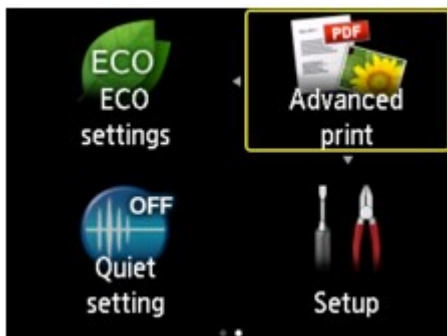 ECO
ECO
settings
PDF
Advanced
print
OFF
Quiet
setting
Setup